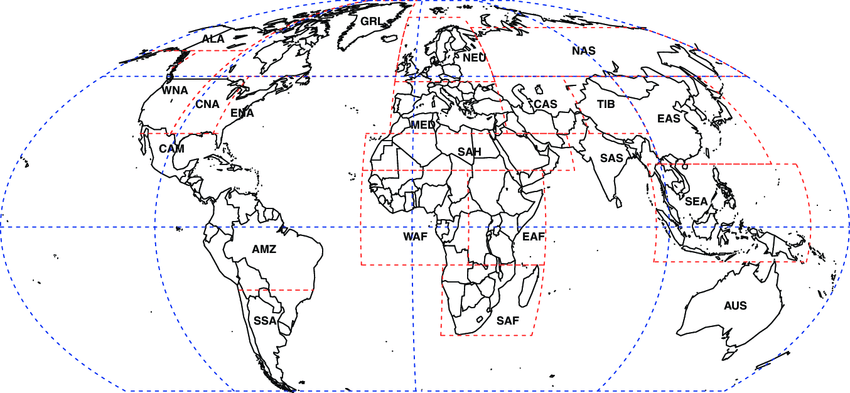 GRL
ALA
NAS
NEU
WNA
CNA
CAS
TIB
ENA
EAS
MED
CAM
SAH
SAS
SEA
WAF
EAF
AMZ
AUS
SSA
SAF